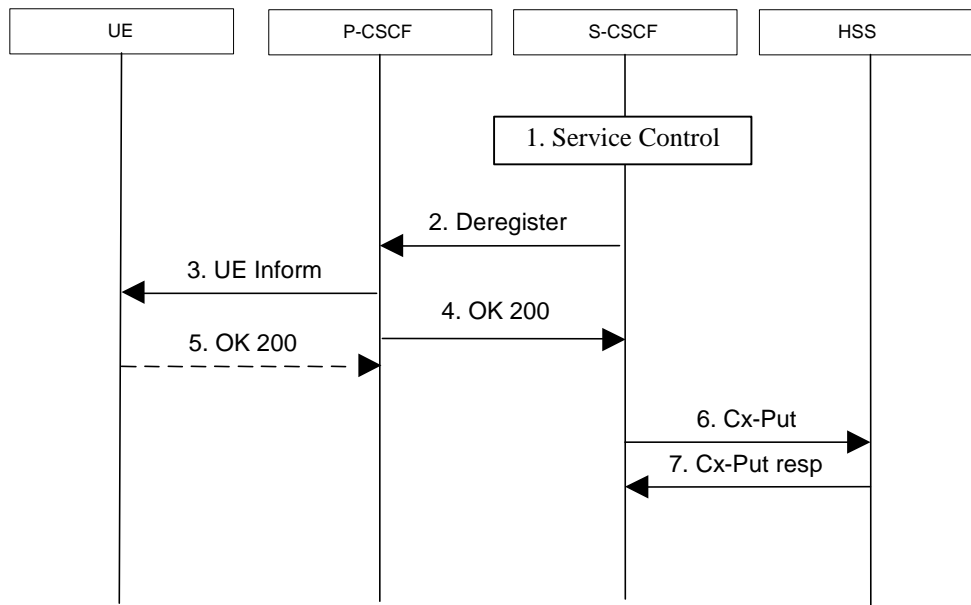 UE
P-CSCF
S-CSCF
HSS
1. Service Control
2. Deregister
3. UE Inform
4. OK 200
5. OK 200
6. Cx-Put
7. Cx-Put resp